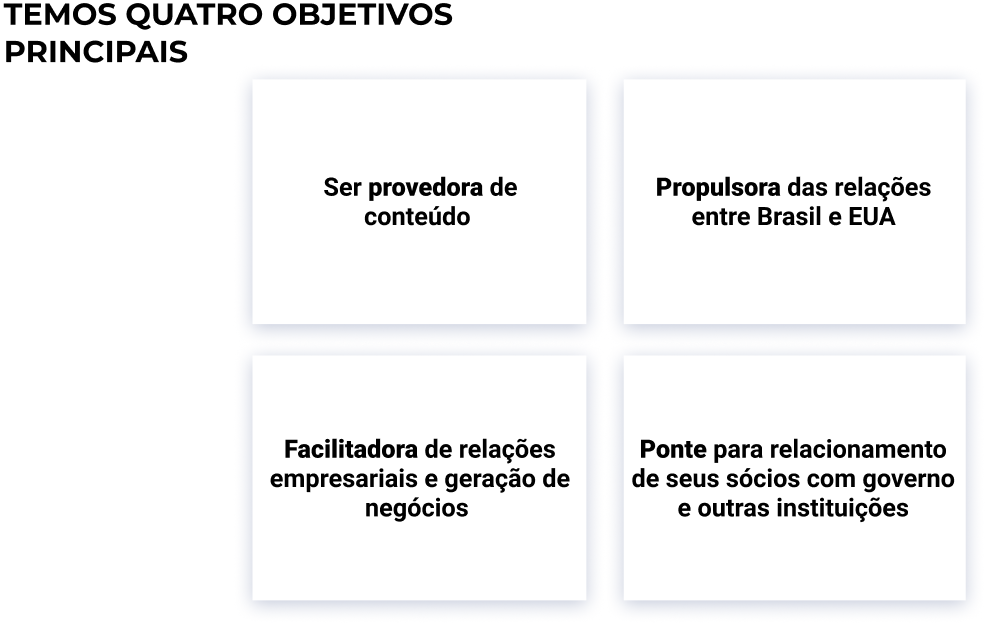 TEMOS QUATRO OBJETIVOS
PRINCIPAIS
Ser provedora de
conteúdo
Propulsora das relações
entre Brasil e EUA
Facilitadora de relações
empresariais e geração de
negócios
Ponte para relacionamento
de seus sócios com governo
e outras instituições